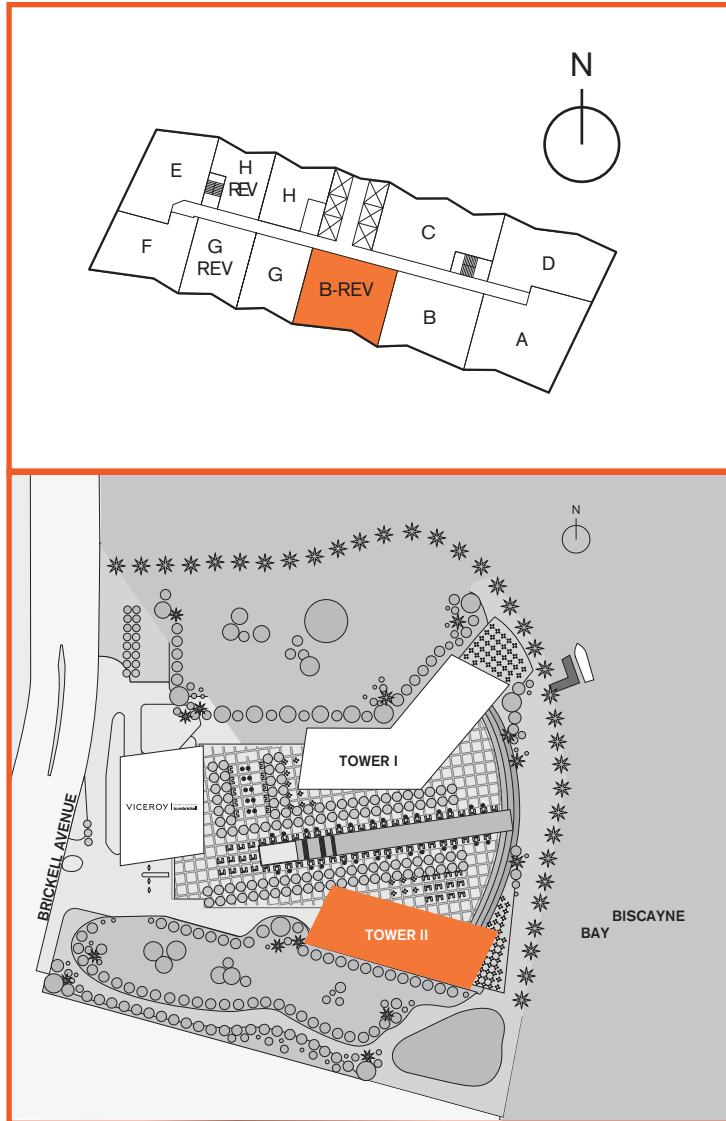 N
E
H
REV
H
C
D
F
G
REV
G
B-REV
B
A
N
TOWER I
VICEROY
BRICKELL AVENUE
TOWER II
BISCAYNE
BAY